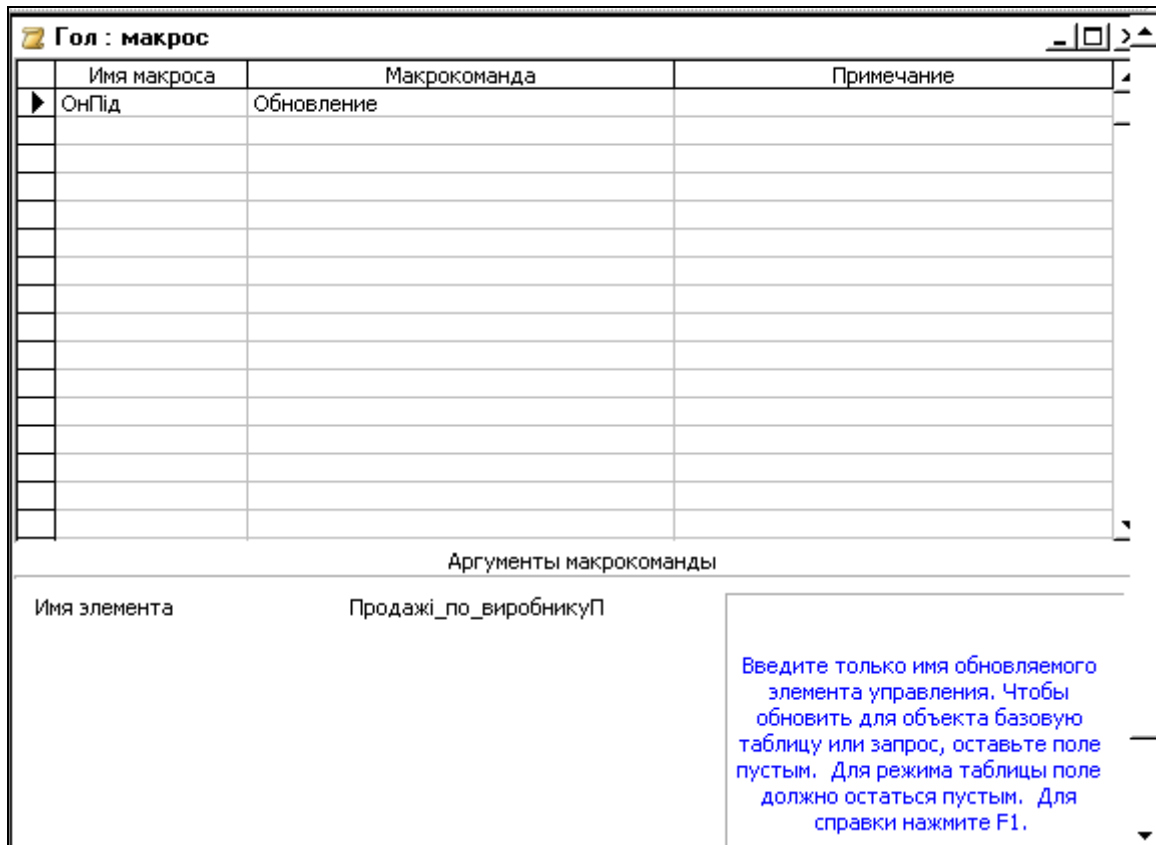 Гол : макрос
Имя макроса Макрокоманда Примечание
ОнПід Обновление
Аргументы макрокоманды
Имя элемента Продажі_по_виробникуП
Введите только имя обновляемого
элемента управления. Чтобы
обновить для объекта базовую
таблицу или запрос, оставьте поле
пустым. Для режима таблицы поле
должно остаться пустым. Для
справки нажмите F1.